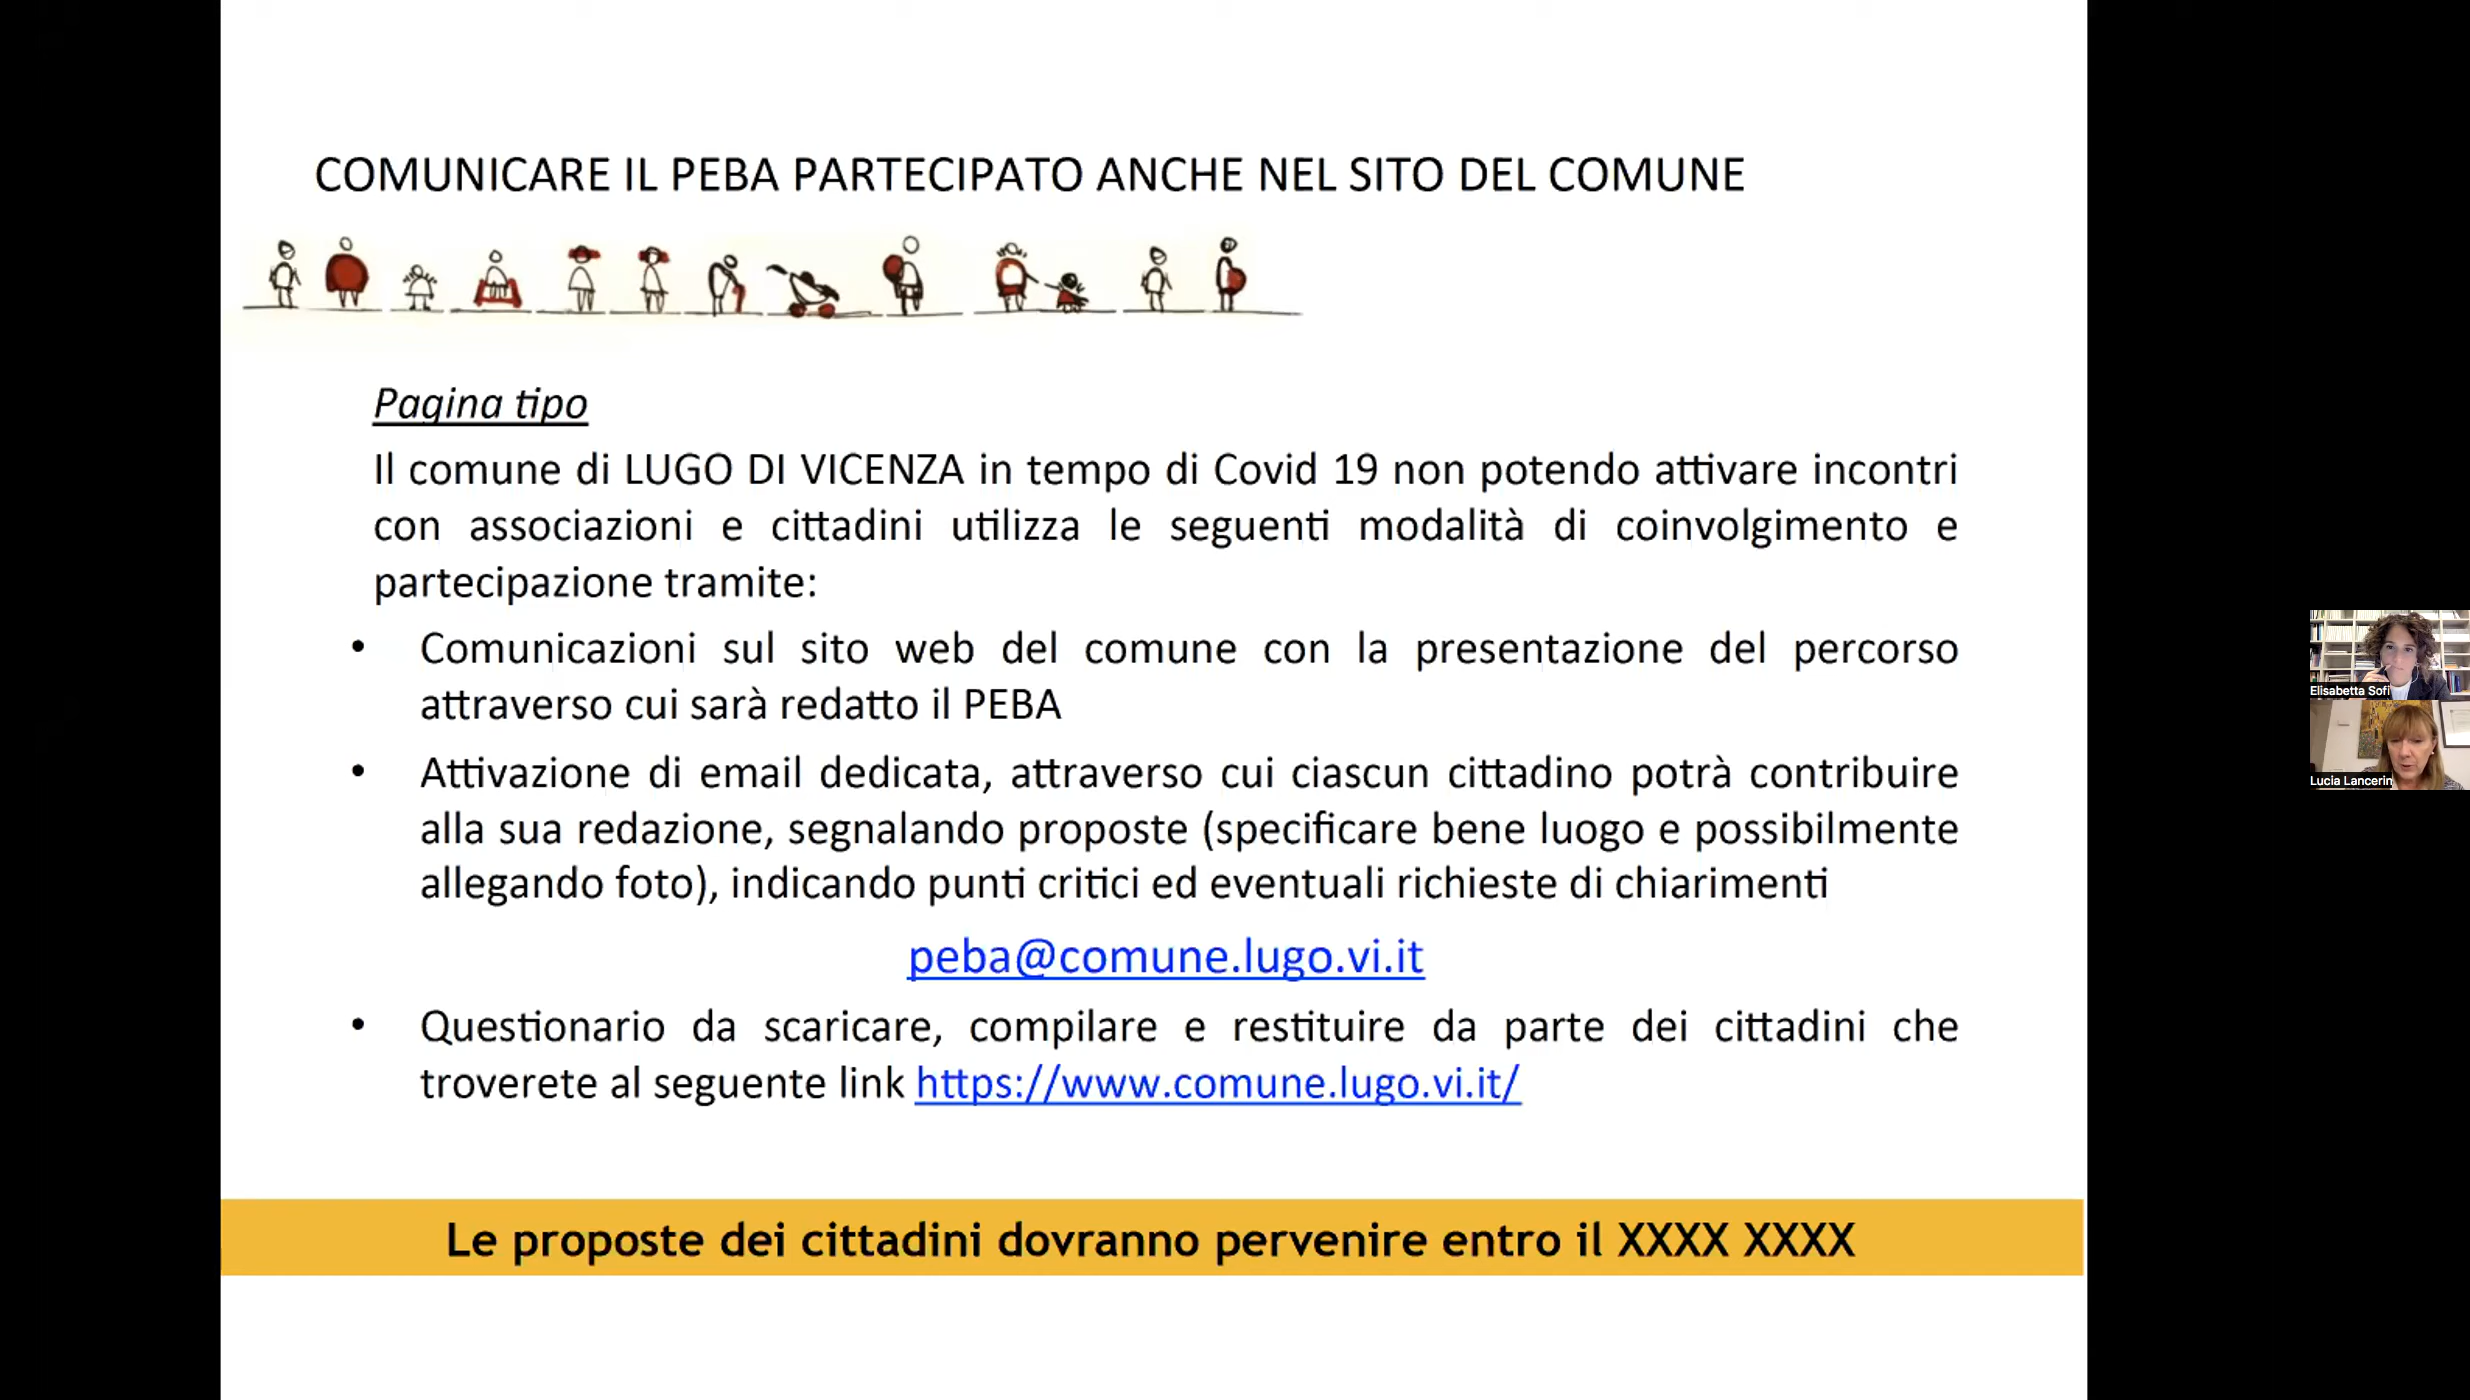 COMUNICARE IL PEBA PARTECIPATO ANCHE NEL SITO DEL COMUNE
Pagina tipo
Il comune di LUGO DI VICENZA in tempo di Covid 19 non potendo attivare incontri
con associazioni e cittadini utilizza le seguenti modalità di coinvolgimento e
partecipazione tramite:
• Comunicazioni sul sito web del comune con la presentazione del percorso
attraverso cui sarà redatto il PEBA
• Attivazione di email dedicata, attraverso cui ciascun cittadino potrà contribuire
alla sua redazione, segnalando proposte (specificare bene luogo e possibilmente
allegando foto), indicando punti critici ed eventuali richieste di chiarimenti
peba@comune.lugo.vi.it
• Questionario da scaricare, compilare e restituire da parte dei cittadini che
troverete al seguente link https://www.comune.lugo.vi.it/
Le proposte dei cittadini dovranno pervenire entro il XXXX XXXX
Elisabetta Sofi
Lucia Lancerin